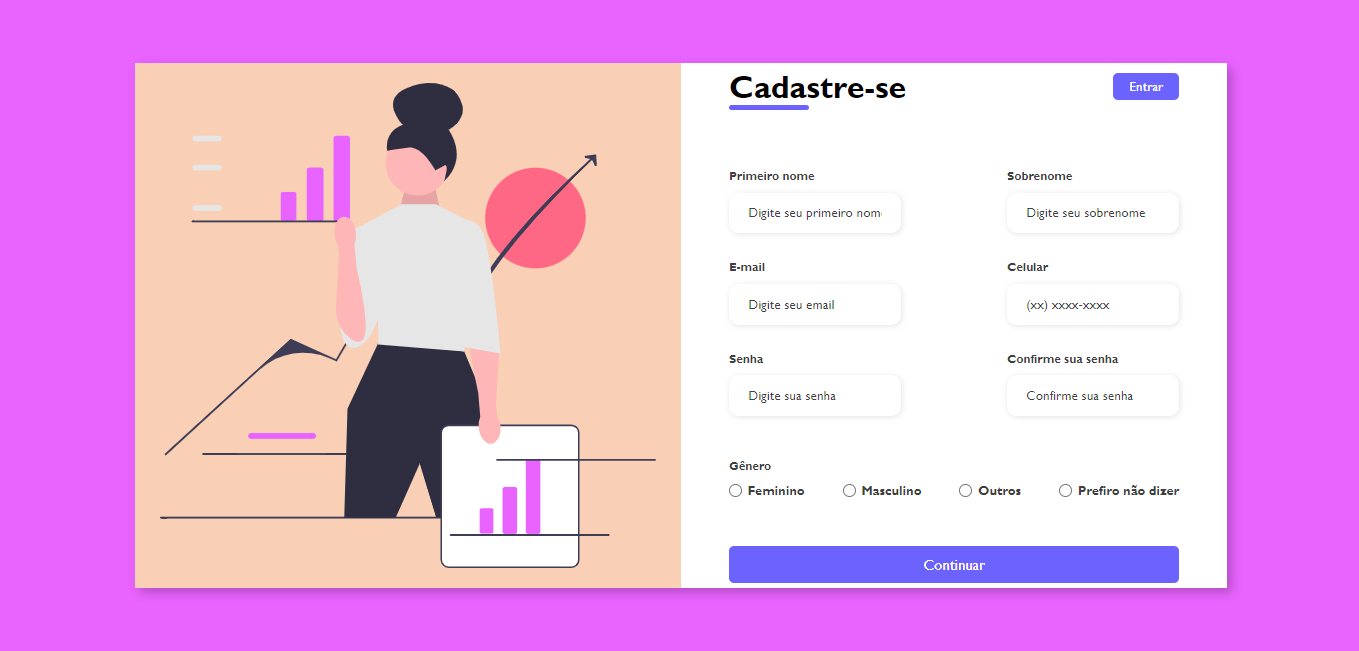 Cadastre-se
Entrar
Primeiro nome
Sobrenome
Digite seu primeiro nom
Digite seu sobrenome
E-mail
Celular
Digite seu email
(xx) xxxx-xxxx
Senha
Confirme sua senha
Digite sua senha
Confirme sua senha
Gênero
Feminino
Masculino
Outros
Prefiro não dizer
Continuar